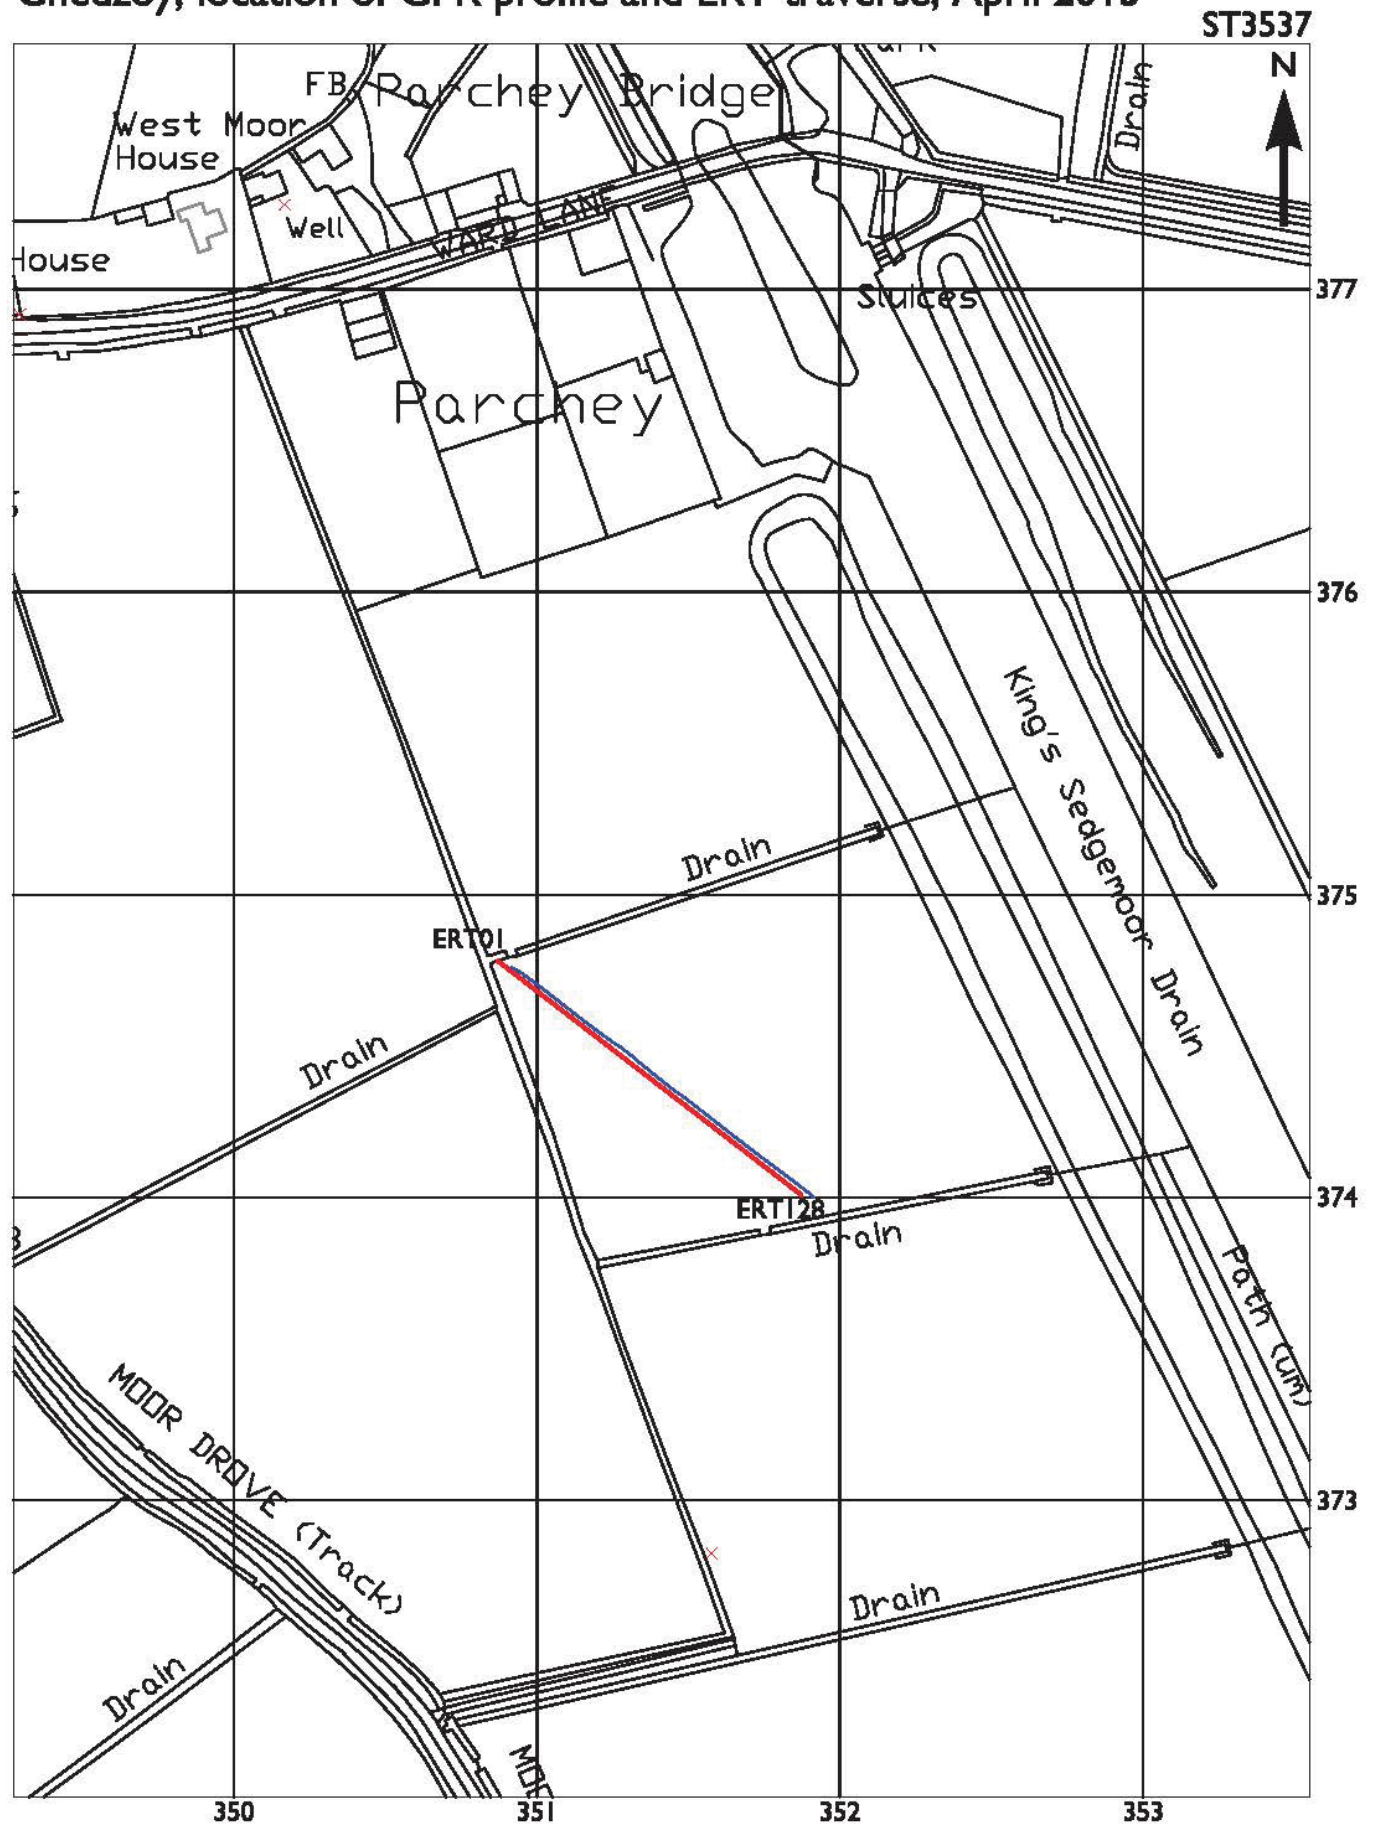 ST3537
N
FB
Parchey Bridge
Drain
West Moor
House
Well
WARD LANE
House
Sluices
377
Parchey
376
King's Sedgemoor Drain
Drain
375
ERT01
Drain
374
ERT128
Drain
Path (um)
MOOR DROVE (Track)
373
Drain
Drain
350
351
352
353